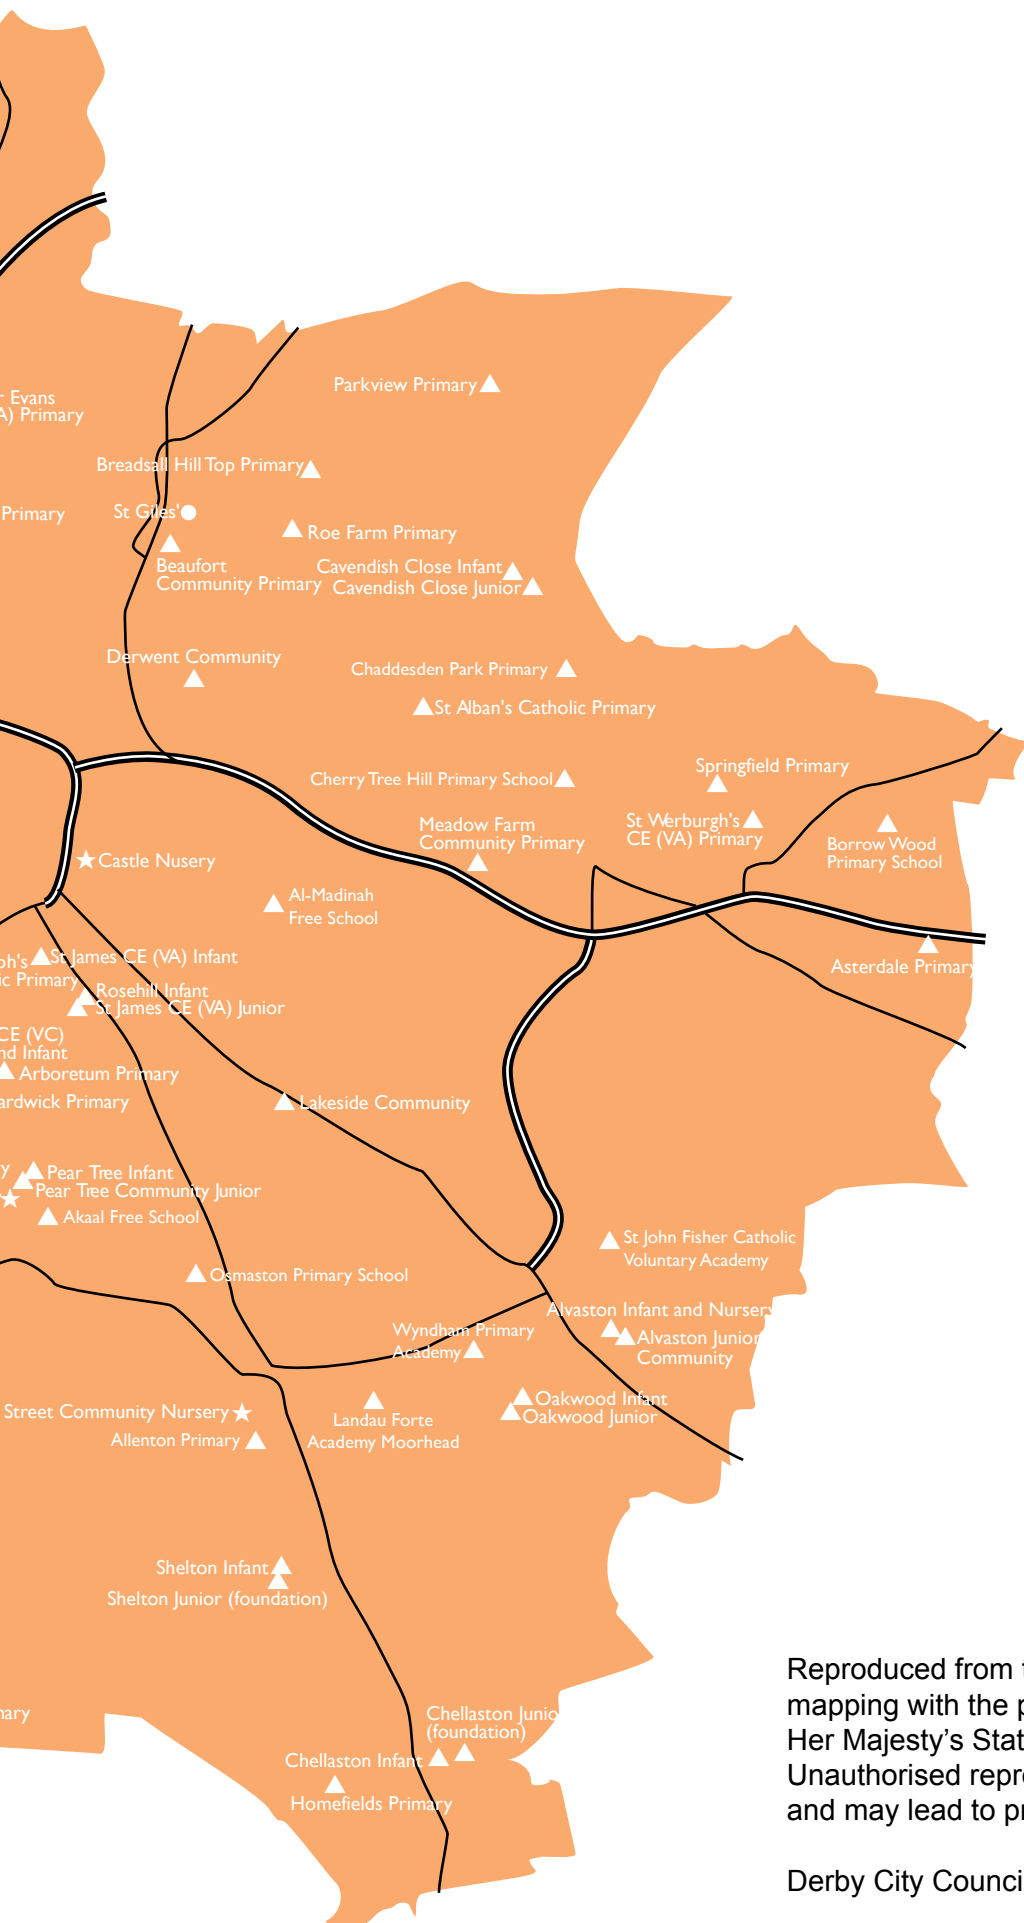 Parkview Primary
Evans
A) Primary
Breadsall Hill Top Primary
St Giles'
Primary
Roe Farm Primary
Beaufort
Community Primary
Cavendish Close Infant
Cavendish Close Junior
Derwent Community
Chaddesden Park Primary
St Alban's Catholic Primary
Cherry Tree Hill Primary School
Springfield Primary
Meadow Farm
Community Primary
St Werburgh's
CE (VA) Primary
Borrow Wood
Primary School
Castle Nusery
Al-Madinah
Free School
St James CE (VA) Infant
Asterdale Primary
ph's
ic Primary
Rosehill Infant
St James CE (VA) Junior
CE (VC)
nd Infant
Arboretum Primary
ardwick Primary
Lakeside Community
y
Pear Tree Infant
Pear Tree Community Junior
Akaal Free School
St John Fisher Catholic
Voluntary Academy
Osmaston Primary School
Alvaston Infant and Nursery
Wyndham Primary
Academy
Alvaston Junior
Community
Oakwood Infant
Oakwood Junior
Street Community Nursery
Landau Forte
Academy Moorhead
Allenton Primary
Shelton Infant
Shelton Junior (foundation)
mary
Chellaston Junio
(foundation)
Chellaston Infant
Homefields Primary
Reproduced from
mapping with the p
Her Majesty's Stat
Unauthorised repr
and may lead to pr
Derby City Counci